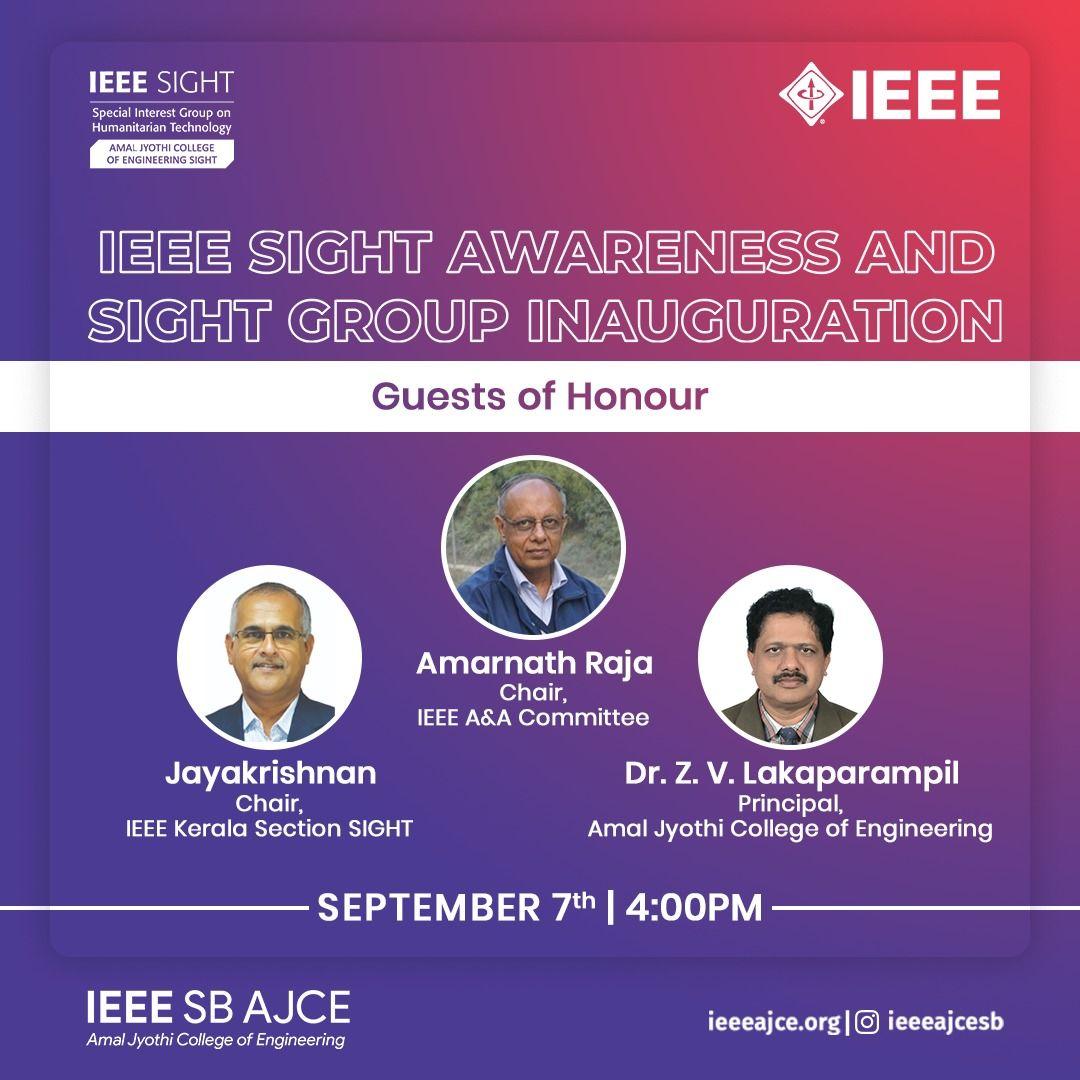 IEEE SIGHT
Special Interest Group on
Humanitarian Technology
AMAL JYOTHI COLLEGE
OF ENGINEERING SIGHT
IEEE
IEEE SIGHT AWARENESS AND
SIGHT GROUP INAUGURATION
Guests of Honour
Amarnath Raja
Chair,
IEEE A&A Committee
Jayakrishnan
Chair,
IEEE Kerala Section SIGHT
Dr. Z. V. Lakaparampil
Principal,
Amal Jyothi College of Engineering
SEPTEMBER 7th | 4:00PM
IEEE SB AJCE
Amal Jyothi College of Engineering
ieeeajce.org | ieeeajcesb